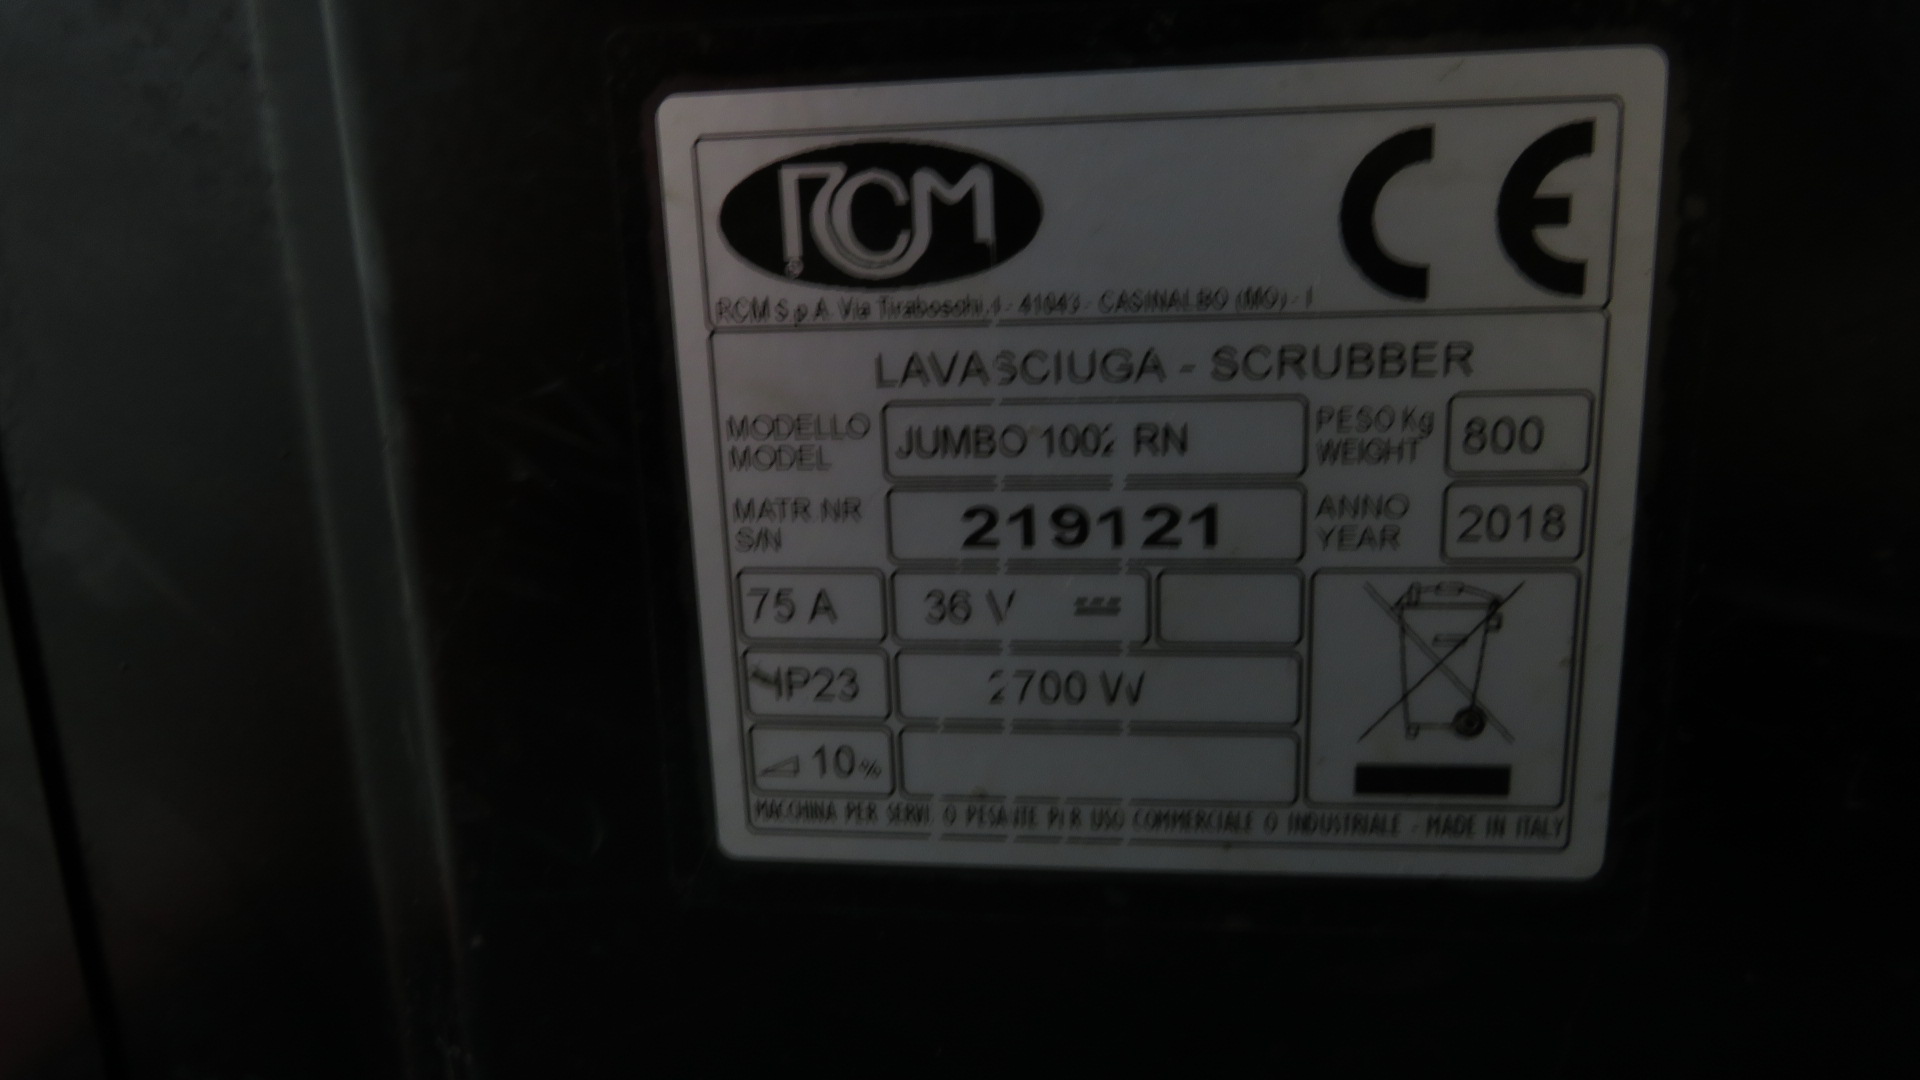 RCM
CE
RCM S.p.A. Via Tiraboschi,4 - 41043 - CASINALBO (MO) - I
LAVASCIUGA - SCRUBBER
MODELLO
MODEL
JUMBO 1002 RN
PESO Kg
WEIGHT
800
MATR.NR
S/N
219121
ANNO
YEAR
2018
75 A
36 V
IP23
2700 W
10%
MACCHINA PER SERVIZIO PESANTE PER USO COMMERCIALE O INDUSTRIALE - MADE IN ITALY